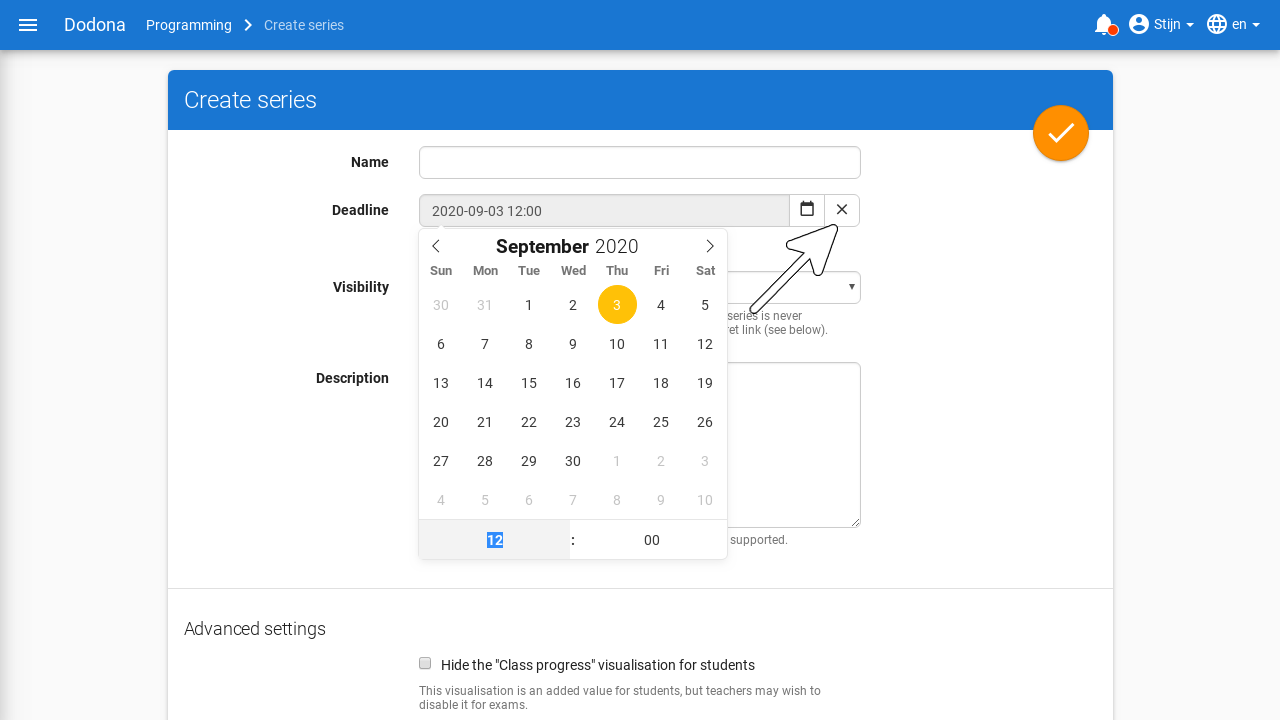 Dodona Programming Create series Stijn en
Create series
Name
Deadline 2020-09-03 12:00
September 2020
Sun Mon Tue Wed Thu Fri Sat
Visibility
30 31 1 2 3 4 5
series is never
ret link (see below).
6 7 8 9 10 11 12
Description
13 14 15 16 17 18 19
20 21 22 23 24 25 26
27 28 29 30 1 2 3
4 5 6 7 8 9 10
12 : 00
supported.
Advanced settings
Hide the "Class progress" visualisation for students
This visualisation is an added value for students, but teachers may wish to
disable it for exams.